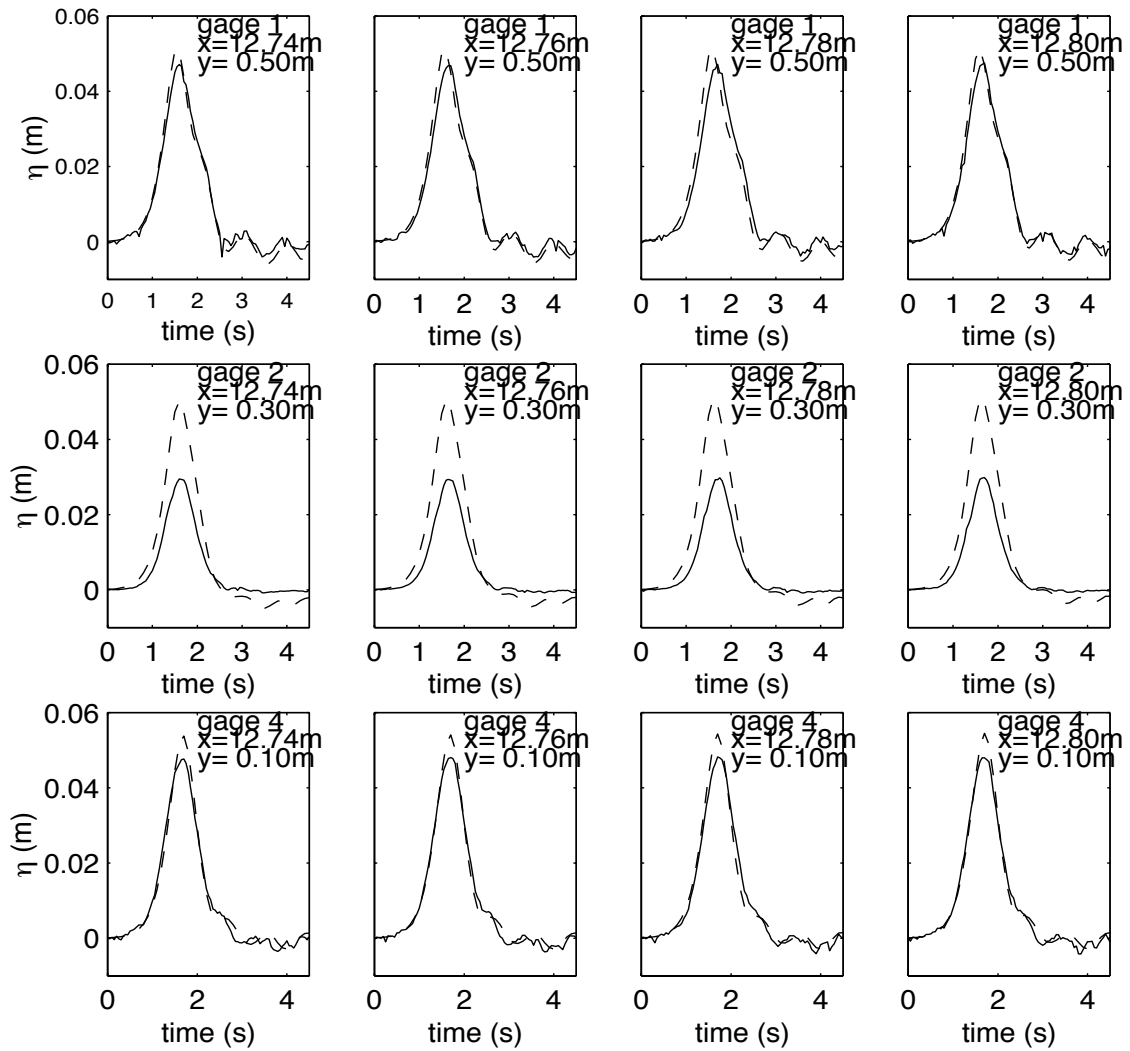 0.06
0.04
0.02
0
η (m)
gage 1
x=12.74m
y= 0.50m
0 1 2 3 4
time (s)
gage 1
x=12.76m
y= 0.50m
0 1 2 3 4
time (s)
gage 1
x=12.78m
y= 0.50m
0 1 2 3 4
time (s)
gage 1
x=12.80m
y= 0.50m
0 1 2 3 4
time (s)
0.06
0.04
0.02
0
η (m)
gage 2
x=12.74m
y= 0.30m
0 1 2 3 4
time (s)
gage 2
x=12.76m
y= 0.30m
0 1 2 3 4
time (s)
gage 2
x=12.78m
y= 0.30m
0 1 2 3 4
time (s)
gage 2
x=12.80m
y= 0.30m
0 1 2 3 4
time (s)
0.06
0.04
0.02
0
η (m)
gage 4
x=12.74m
y= 0.10m
0 2 4
time (s)
gage 4
x=12.76m
y= 0.10m
0 2 4
time (s)
gage 4
x=12.78m
y= 0.10m
0 2 4
time (s)
gage 4
x=12.80m
y= 0.10m
0 2 4
time (s)